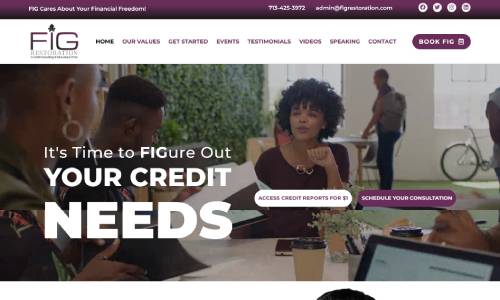 FIG Cares About Your Financial Freedom!
713-425-3972
admin@figrestoration.com
FIG
RESTORATION
HOME
OUR VALUES
GET STARTED
EVENTS
TESTIMONIALS
VIDEOS
SPEAKING
CONTACT
BOOK FIG
It's Time to FIGure Out
YOUR CREDIT
NEEDS
ACCESS CREDIT REPORTS FOR $1
SCHEDULE YOUR CONSULTATION